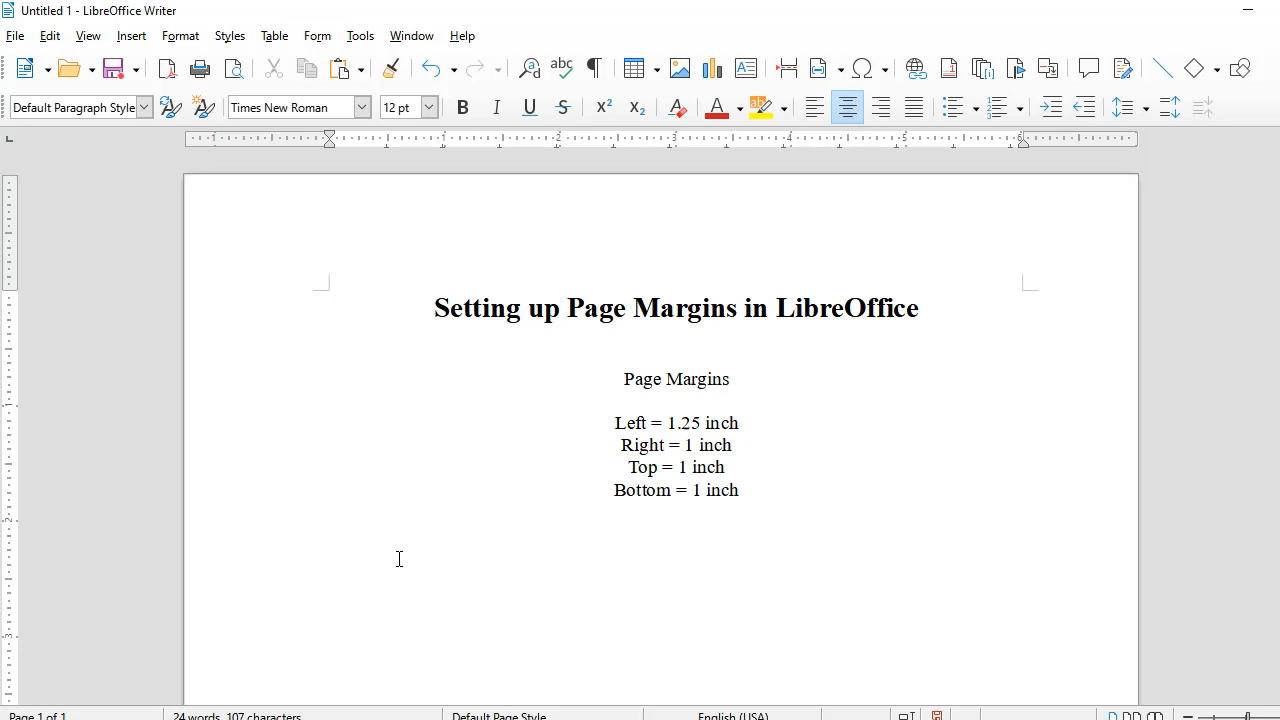 Untitled 1 - LibreOffice Writer
File Edit View Insert Format Styles Table Form Tools Window Help
Default Paragraph Style Times New Roman 12 pt
Setting up Page Margins in LibreOffice
Page Margins
Left = 1.25 inch
Right = 1 inch
Top = 1 inch
Bottom = 1 inch
Page 1 of 1 24 words, 107 characters Default Page Style English (USA)